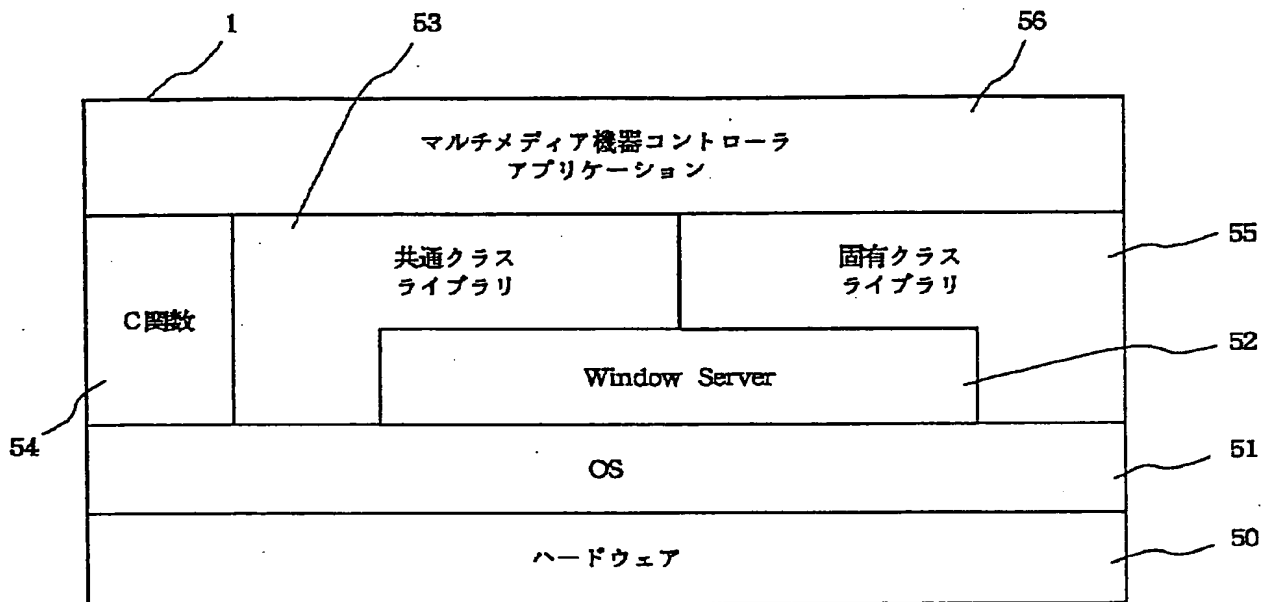 1
53
56
マルチメディア機器コントローラ
アプリケーション
共通クラス
ライブラリ
固有クラス
ライブラリ
55
C関数
Window Server
52
54
OS
51
ハードウェア
50